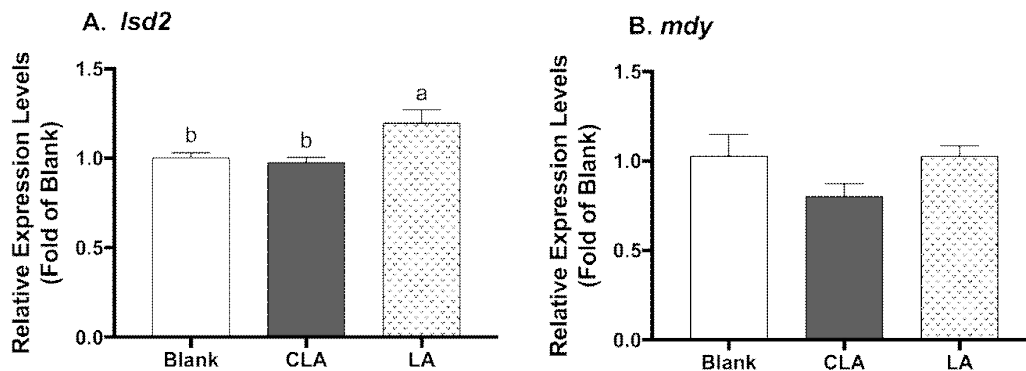 A. lsd2
Relative Expression Levels
(Fold of Blank)
1.5
1.0
0.5
0.0
b
b
a
Blank
CLA
LA
B. mdy
Relative Expression Levels
(Fold of Blank)
1.5
1.0
0.5
0.0
Blank
CLA
LA